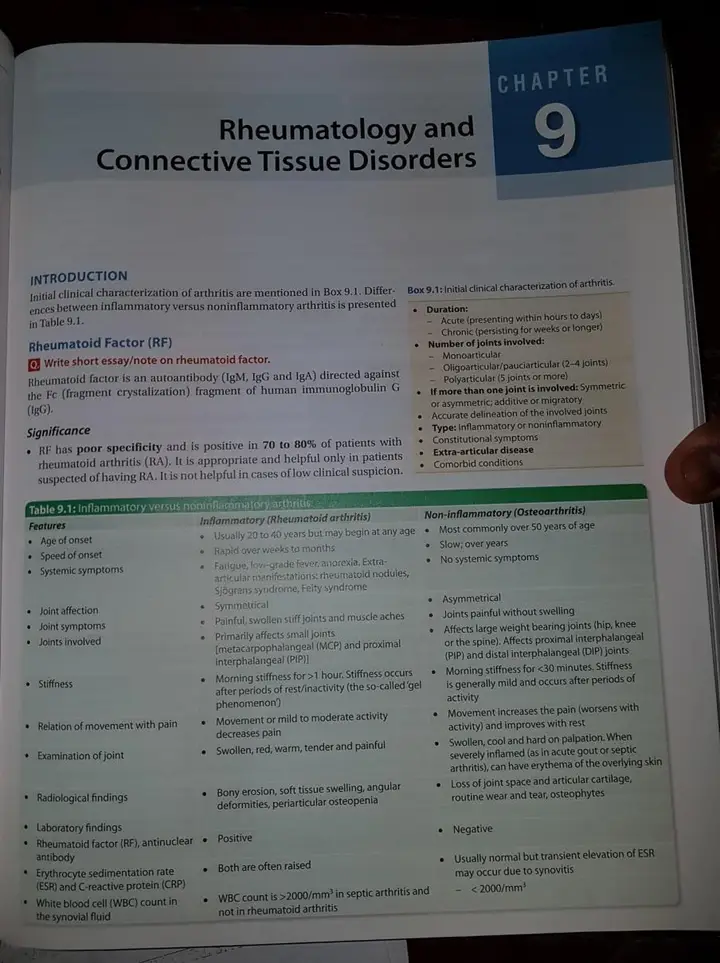 CHAPTER
9
Rheumatology and
Connective Tissue Disorders
INTRODUCTION
Initial clinical characterization of arthritis are mentioned in Box 9.1. Differ-
ences between inflammatory versus noninflammatory arthritis is presented
in Table 9.1.
Rheumatoid Factor (RF)
Q. Write short essay/note on rheumatoid factor.
Rheumatoid factor is an autoantibody (IgM, IgG and IgA) directed against
the Fc (fragment crystalization) fragment of human immunoglobulin G
(IgG).
Significance
• RF has poor specificity and is positive in 70 to 80% of patients with
rheumatoid arthritis (RA). It is appropriate and helpful only in patients
suspected of having RA. It is not helpful in cases of low clinical suspicion.
Box 9.1: Initial clinical characterization of arthritis.
• Duration:
– Acute (presenting within hours to days)
– Chronic (persisting for weeks or longer)
• Number of joints involved:
– Monoarticular
– Oligoarticular/pauciarticular (2–4 joints)
– Polyarticular (5 joints or more)
• If more than one joint is involved: Symmetric
or asymmetric; additive or migratory
• Accurate delineation of the involved joints
• Type: Inflammatory or noninflammatory
• Constitutional symptoms
• Extra-articular disease
• Comorbid conditions
Table 9.1: Inflammatory versus noninflammatory arthritis.
Features
Inflammatory (Rheumatoid arthritis)
Non-inflammatory (Osteoarthritis)
• Age of onset
• Usually 20 to 40 years but may begin at any age
• Most commonly over 50 years of age
• Speed of onset
• Rapid over weeks to months
• Slow; over years
• Systemic symptoms
• Fatigue, low-grade fever, anorexia. Extra-
articular manifestations: rheumatoid nodules,
Sjögrans syndrome, Felty syndrome
• No systemic symptoms
• Joint affection
• Symmetrical
• Asymmetrical
• Joint symptoms
• Painful, swollen stiff joints and muscle aches
• Joints painful without swelling
• Joints involved
• Primarily affects small joints
[metacarpophalangeal (MCP) and proximal
interphalangeal (PIP)]
• Affects large weight bearing joints (hip, knee
or the spine). Affects proximal interphalangeal
(PIP) and distal interphalangeal (DIP) joints
• Stiffness
• Morning stiffness for >1 hour. Stiffness occurs
after periods of rest/inactivity (the so-called 'gel
phenomenon')
• Morning stiffness for <30 minutes. Stiffness
is generally mild and occurs after periods of
activity
• Relation of movement with pain
• Movement or mild to moderate activity
decreases pain
• Movement increases the pain (worsens with
activity) and improves with rest
• Examination of joint
• Swollen, red, warm, tender and painful
• Swollen, cool and hard on palpation. When
severely inflamed (as in acute gout or septic
arthritis), can have erythema of the overlying skin
• Radiological findings
• Bony erosion, soft tissue swelling, angular
deformities, periarticular osteopenia
• Loss of joint space and articular cartilage,
routine wear and tear, osteophytes
• Laboratory findings
• Rheumatoid factor (RF), antinuclear
antibody
• Positive
• Negative
• Erythrocyte sedimentation rate
(ESR) and C-reactive protein (CRP)
• Both are often raised
• Usually normal but transient elevation of ESR
may occur due to synovitis
• White blood cell (WBC) count in
the synovial fluid
• WBC count is >2000/mm³ in septic arthritis and
not in rheumatoid arthritis
– < 2000/mm³